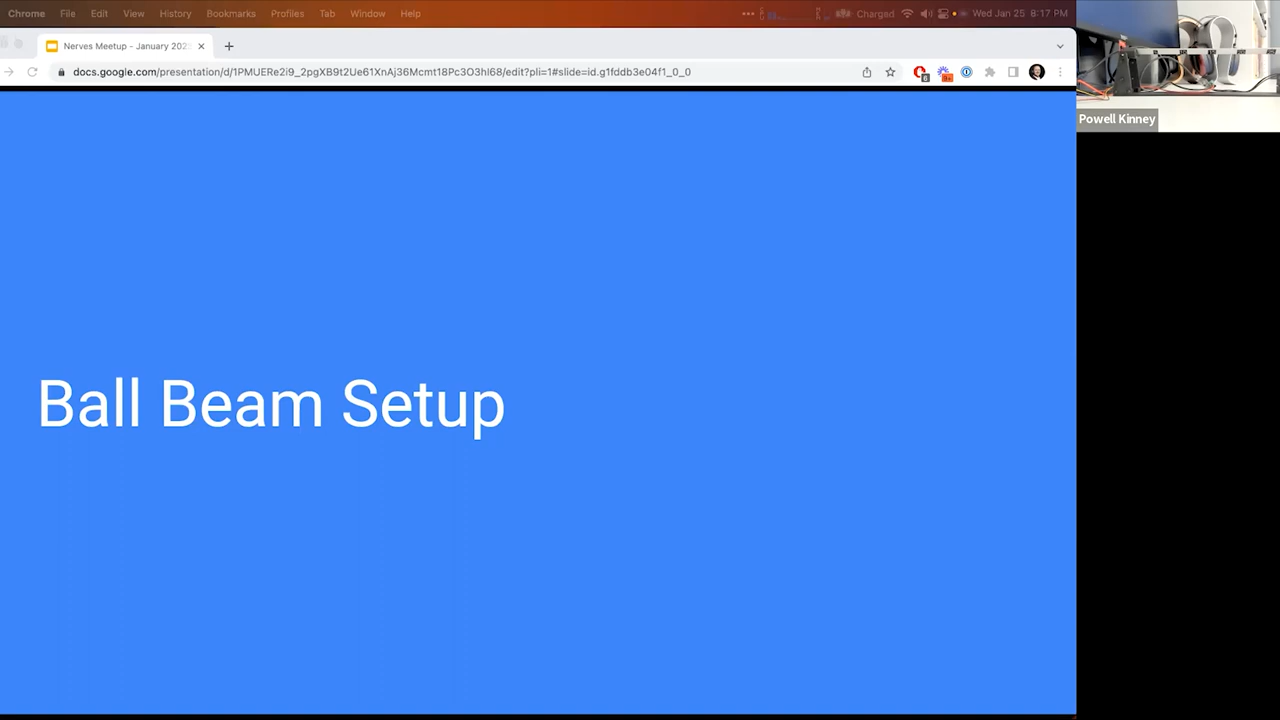 Chrome File Edit View History Bookmarks Profiles Tab Window Help
Charged Wed Jan 25 8:17 PM
Nerves Meetup - January 202
docs.google.com/presentation/d/1PMUERe2i9_2pgXB9t2Ue61XnAj36Mcmt18Pc3O3hl68/edit?pli=1#slide=id.g1fddb3e04f1_0_0
Powell Kinney
Ball Beam Setup